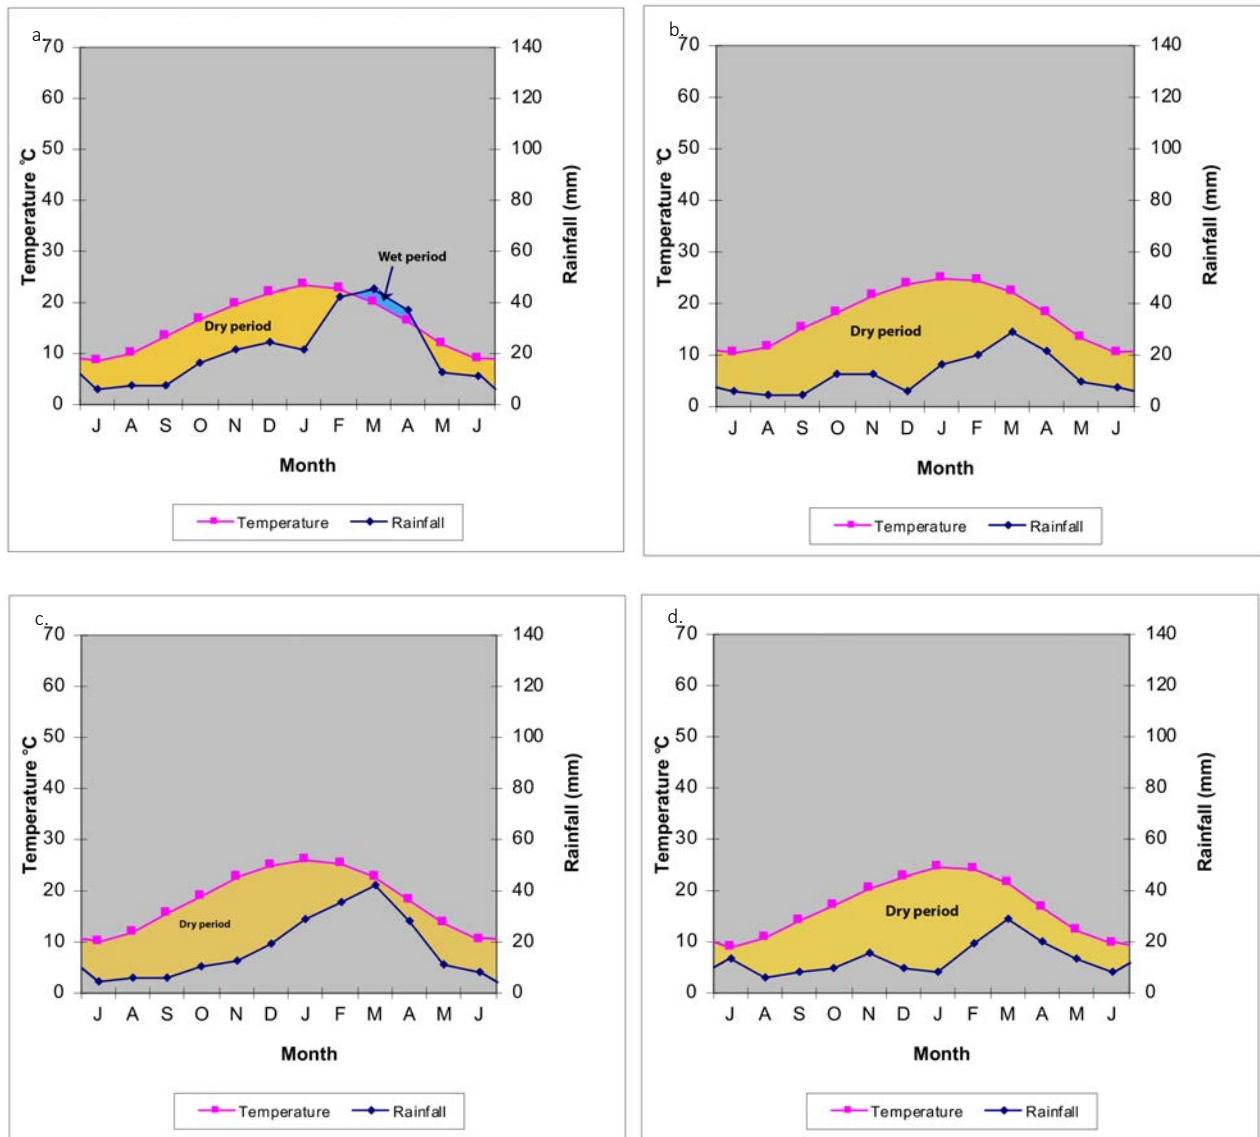 a.
70 140
60 120
50 100
40 80
30 60
20 40
10 20
0 0
Temperature °C
Rainfall (mm)
Wet period
Dry period
J A S O N D J F M A M J
Month
Temperature Rainfall
b.
70 140
60 120
50 100
40 80
30 60
20 40
10 20
0 0
Temperature °C
Rainfall (mm)
Dry period
J A S O N D J F M A M J
Month
Temperature Rainfall
c.
70 140
60 120
50 100
40 80
30 60
20 40
10 20
0 0
Temperature °C
Rainfall (mm)
Dry period
J A S O N D J F M A M J
Month
Temperature Rainfall
d.
70 140
60 120
50 100
40 80
30 60
20 40
10 20
0 0
Temperature °C
Rainfall (mm)
Dry period
J A S O N D J F M A M J
Month
Temperature Rainfall